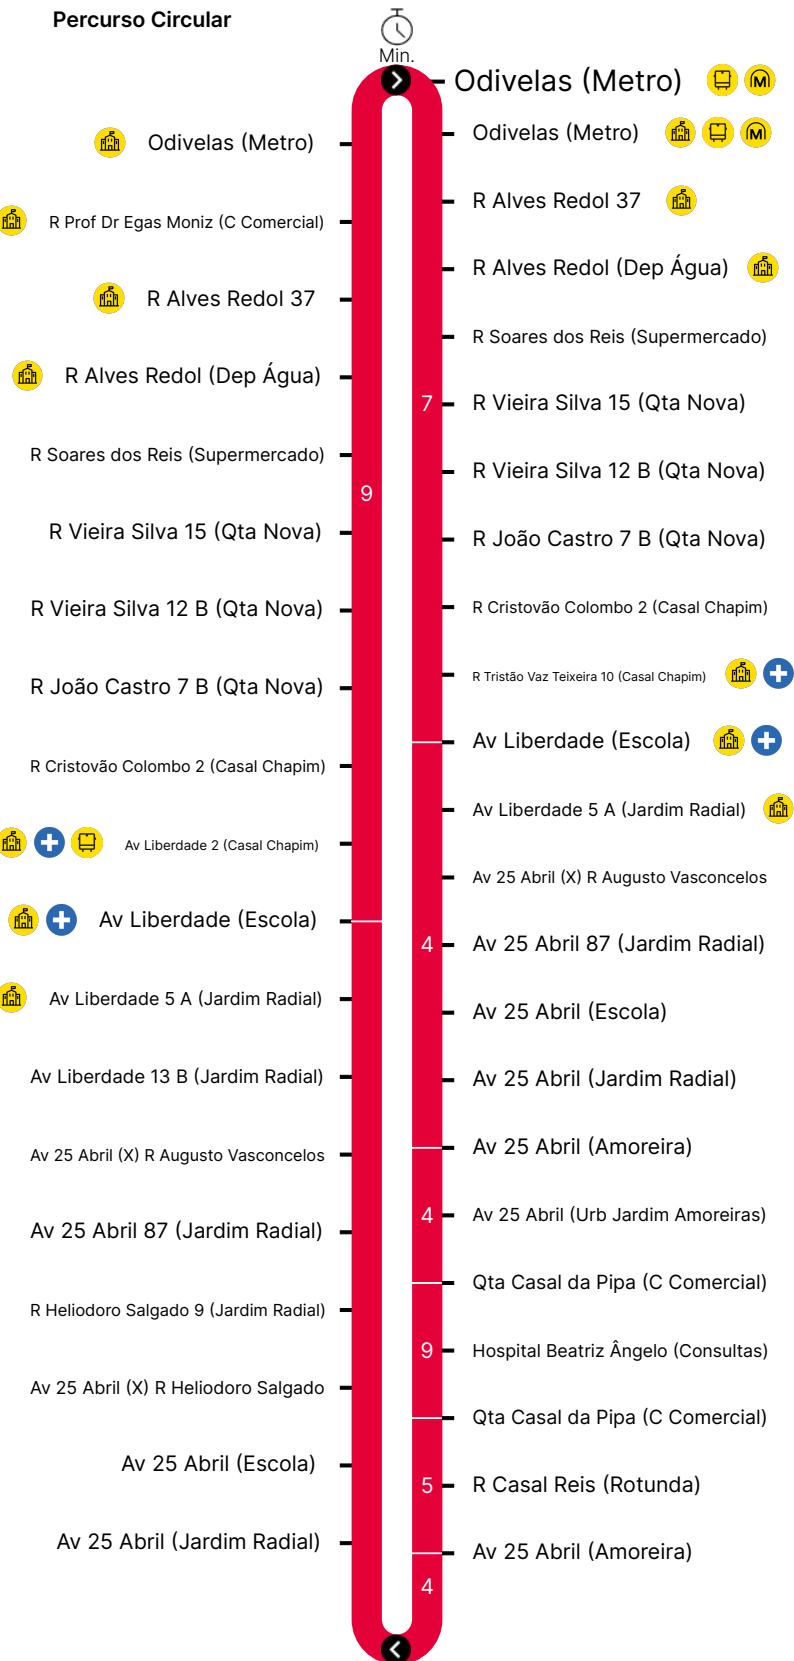 Percurso Circular
Min.
Odivelas (Metro)
Odivelas (Metro)
R Alves Redol 37
R Alves Redol (Dep Água)
R Soares dos Reis (Supermercado)
7
R Vieira Silva 15 (Qta Nova)
R Vieira Silva 12 B (Qta Nova)
R João Castro 7 B (Qta Nova)
R Cristovão Colombo 2 (Casal Chapim)
R Tristão Vaz Teixeira 10 (Casal Chapim)
Av Liberdade (Escola)
Av Liberdade 5 A (Jardim Radial)
Av 25 Abril (X) R Augusto Vasconcelos
4
Av 25 Abril 87 (Jardim Radial)
Av 25 Abril (Escola)
Av 25 Abril (Jardim Radial)
Av 25 Abril (Amoreira)
4
Av 25 Abril (Urb Jardim Amoreiras)
Qta Casal da Pipa (C Comercial)
9
Hospital Beatriz Ângelo (Consultas)
Qta Casal da Pipa (C Comercial)
5
R Casal Reis (Rotunda)
Av 25 Abril (Amoreira)
4
Odivelas (Metro)
R Prof Dr Egas Moniz (C Comercial)
R Alves Redol 37
R Alves Redol (Dep Água)
R Soares dos Reis (Supermercado)
9
R Vieira Silva 15 (Qta Nova)
R Vieira Silva 12 B (Qta Nova)
R João Castro 7 B (Qta Nova)
R Cristovão Colombo 2 (Casal Chapim)
Av Liberdade 2 (Casal Chapim)
Av Liberdade (Escola)
Av Liberdade 5 A (Jardim Radial)
Av Liberdade 13 B (Jardim Radial)
Av 25 Abril (X) R Augusto Vasconcelos
Av 25 Abril 87 (Jardim Radial)
R Heliodoro Salgado 9 (Jardim Radial)
Av 25 Abril (X) R Heliodoro Salgado
Av 25 Abril (Escola)
Av 25 Abril (Jardim Radial)